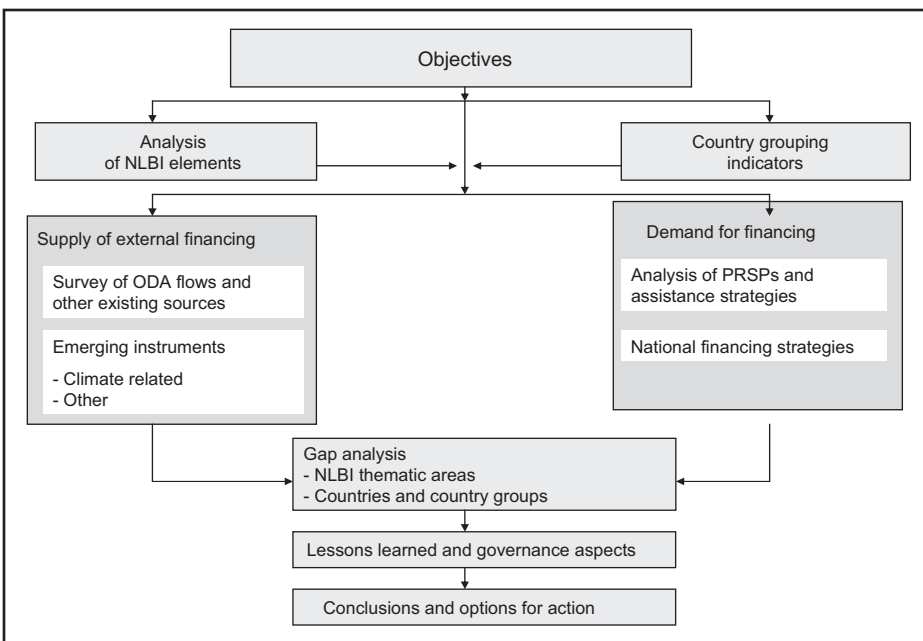 Objectives
Analysis
of NLBI elements
Country grouping
indicators
Supply of external financing
Survey of ODA flows and
other existing sources
Emerging instruments
- Climate related
- Other
Demand for financing
Analysis of PRSPs and
assistance strategies
National financing strategies
Gap analysis
- NLBI thematic areas
- Countries and country groups
Lessons learned and governance aspects
Conclusions and options for action